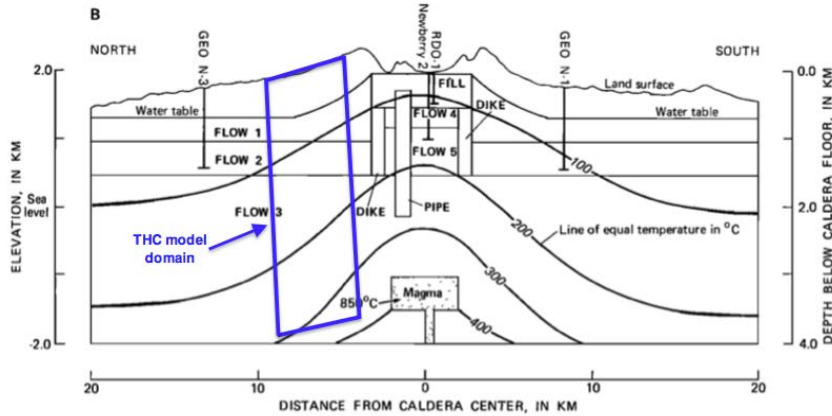 B
NORTH
GEO N-3
Newberry 2
RDO-1
GEO N-1
SOUTH
2.0
0.0
FILL
Land surface
Water table
FLOW 4
DIKE
Water table
FLOW 1
FLOW 2
FLOW 5
100
Sea level
FLOW 3
DIKE
PIPE
2.0
THC model
domain
200
Line of equal temperature in °C
300
850°C
Magma
400
-2.0
4.0
ELEVATION, IN KM
DEPTH BELOW CALDERA FLOOR, IN KM
20
10
0
10
20
DISTANCE FROM CALDERA CENTER, IN KM